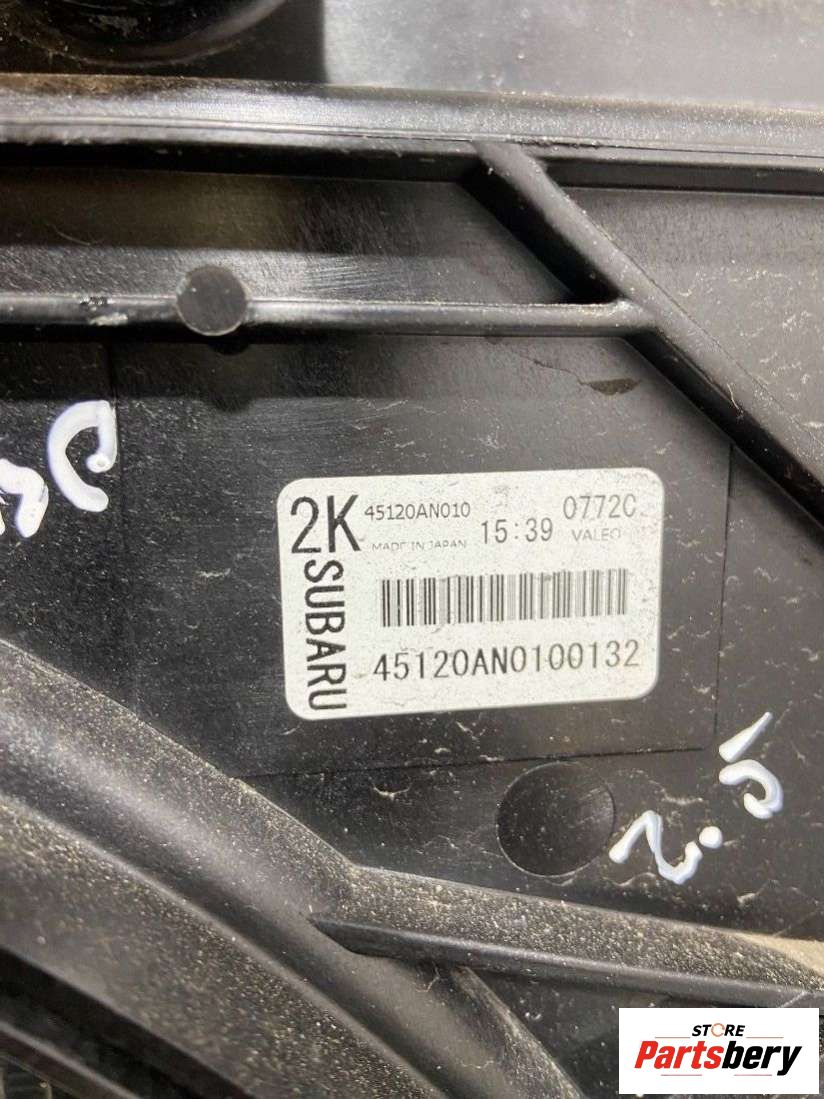 2K
45120AN010
0772C
MADE IN JAPAN
15:39
VALEO
SUBARU
45120AN0100132
2.5
STORE
Partsbery